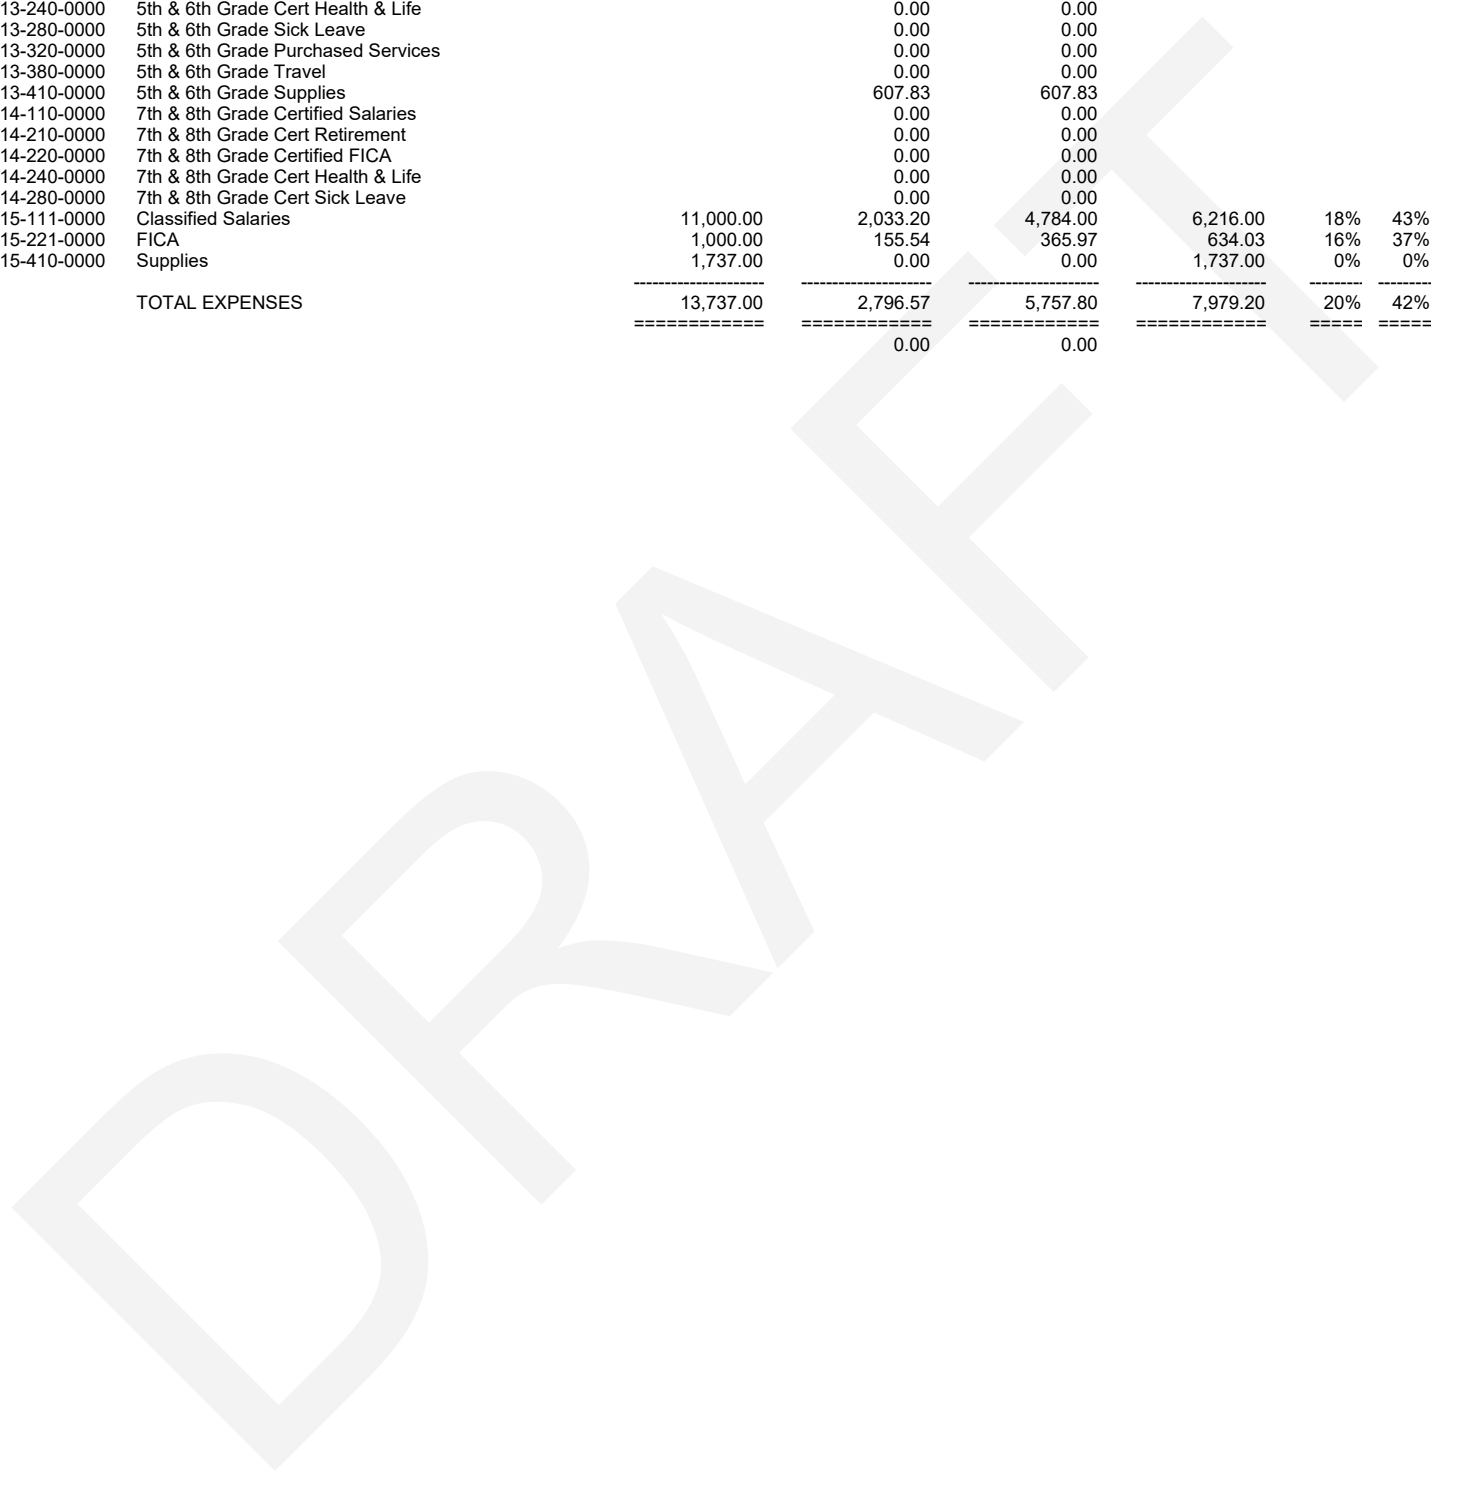 13-240-0000 5th & 6th Grade Cert Health & Life 0.00 0.00
13-280-0000 5th & 6th Grade Sick Leave 0.00 0.00
13-320-0000 5th & 6th Grade Purchased Services 0.00 0.00
13-380-0000 5th & 6th Grade Travel 0.00 0.00
13-410-0000 5th & 6th Grade Supplies 607.83 607.83
14-110-0000 7th & 8th Grade Certified Salaries 0.00 0.00
14-210-0000 7th & 8th Grade Cert Retirement 0.00 0.00
14-220-0000 7th & 8th Grade Certified FICA 0.00 0.00
14-240-0000 7th & 8th Grade Cert Health & Life 0.00 0.00
14-280-0000 7th & 8th Grade Cert Sick Leave 0.00 0.00
15-111-0000 Classified Salaries 11,000.00 2,033.20 4,784.00 6,216.00 18% 43%
15-221-0000 FICA 1,000.00 155.54 365.97 634.03 16% 37%
15-410-0000 Supplies 1,737.00 0.00 0.00 1,737.00 0% 0%
--------------------- --------------------- --------------------- --------------------- -------- --------
TOTAL EXPENSES 13,737.00 2,796.57 5,757.80 7,979.20 20% 42%
============ ============ ============ ============ ===== =====
0.00 0.00
DRAFT